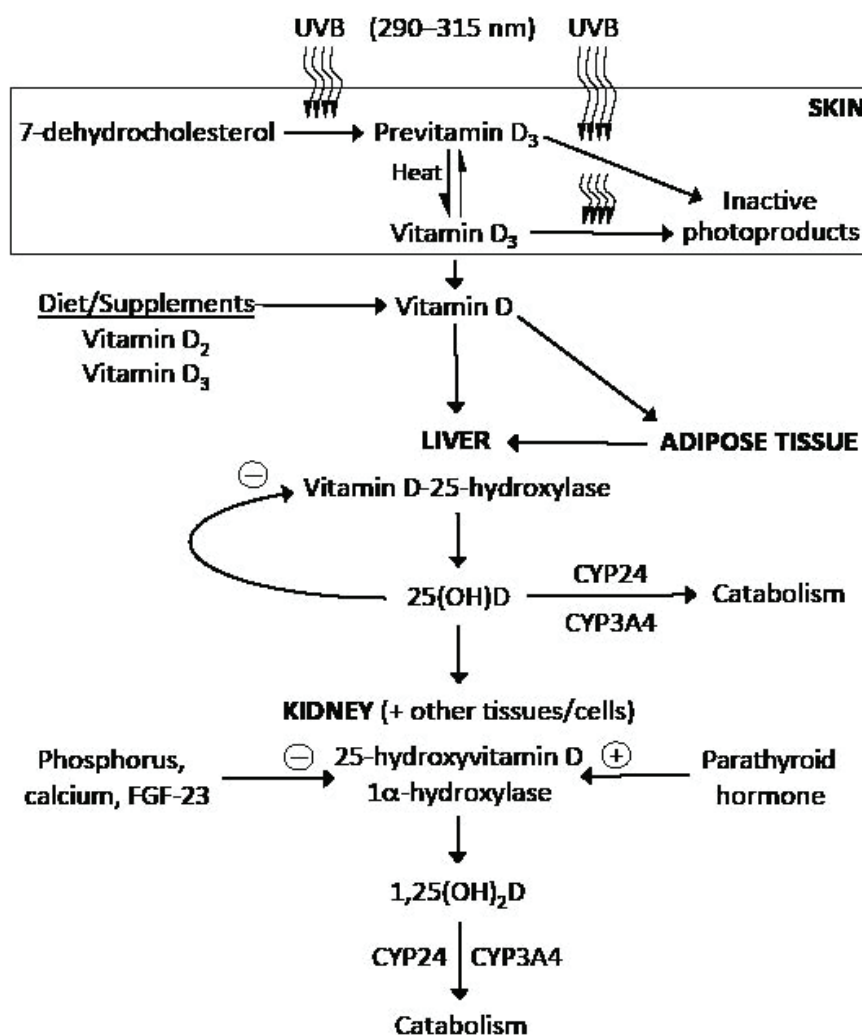 UVB (290–315 nm) UVB
SKIN
7-dehydrocholesterol Previtamin D₃
Heat
Inactive
photoproducts
Vitamin D₃
Diet/Supplements Vitamin D
Vitamin D₂
Vitamin D₃
LIVER ADIPOSE TISSUE
−
Vitamin D-25-hydroxylase
CYP24
25(OH)D Catabolism
CYP3A4
KIDNEY (+ other tissues/cells)
Phosphorus,
calcium, FGF-23
−
25-hydroxyvitamin D
1α-hydroxylase
+
Parathyroid
hormone
1,25(OH)₂D
CYP24 CYP3A4
Catabolism